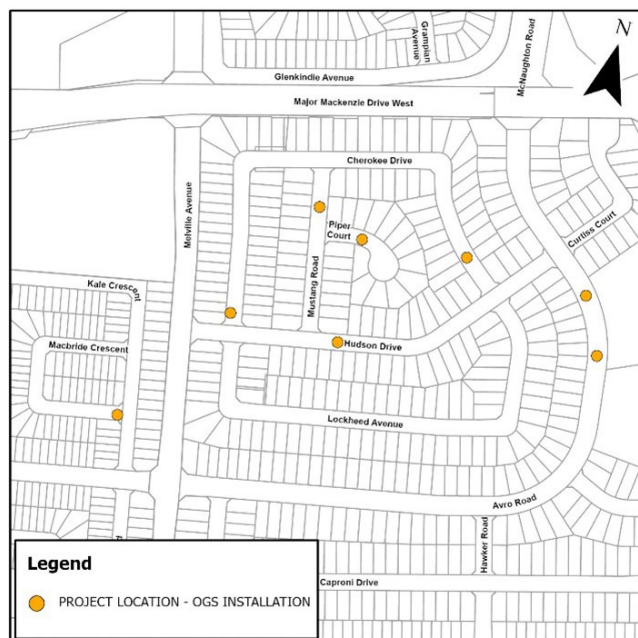 Grampian
Avenue
McNaughton Road
N
Glenkindie Avenue
Major Mackenzie Drive West
Cherokee Drive
Melville Avenue
Piper
Court
Curtiss Court
Kale Crescent
Mustang Road
Hudson Drive
Macbride Crescent
Lockheed Avenue
Avro Road
Hawker Road
Caproni Drive
Legend
PROJECT LOCATION - OGS INSTALLATION